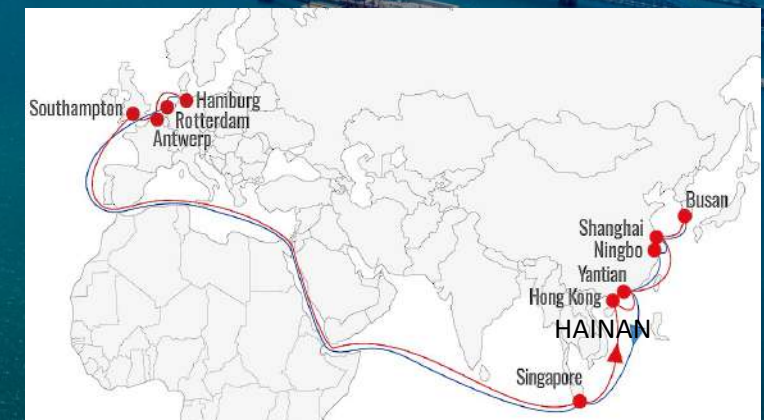 Southampton
Hamburg
Rotterdam
Antwerp
Busan
Shanghai
Ningbo
Yantian
Hong Kong
HAINAN
Singapore